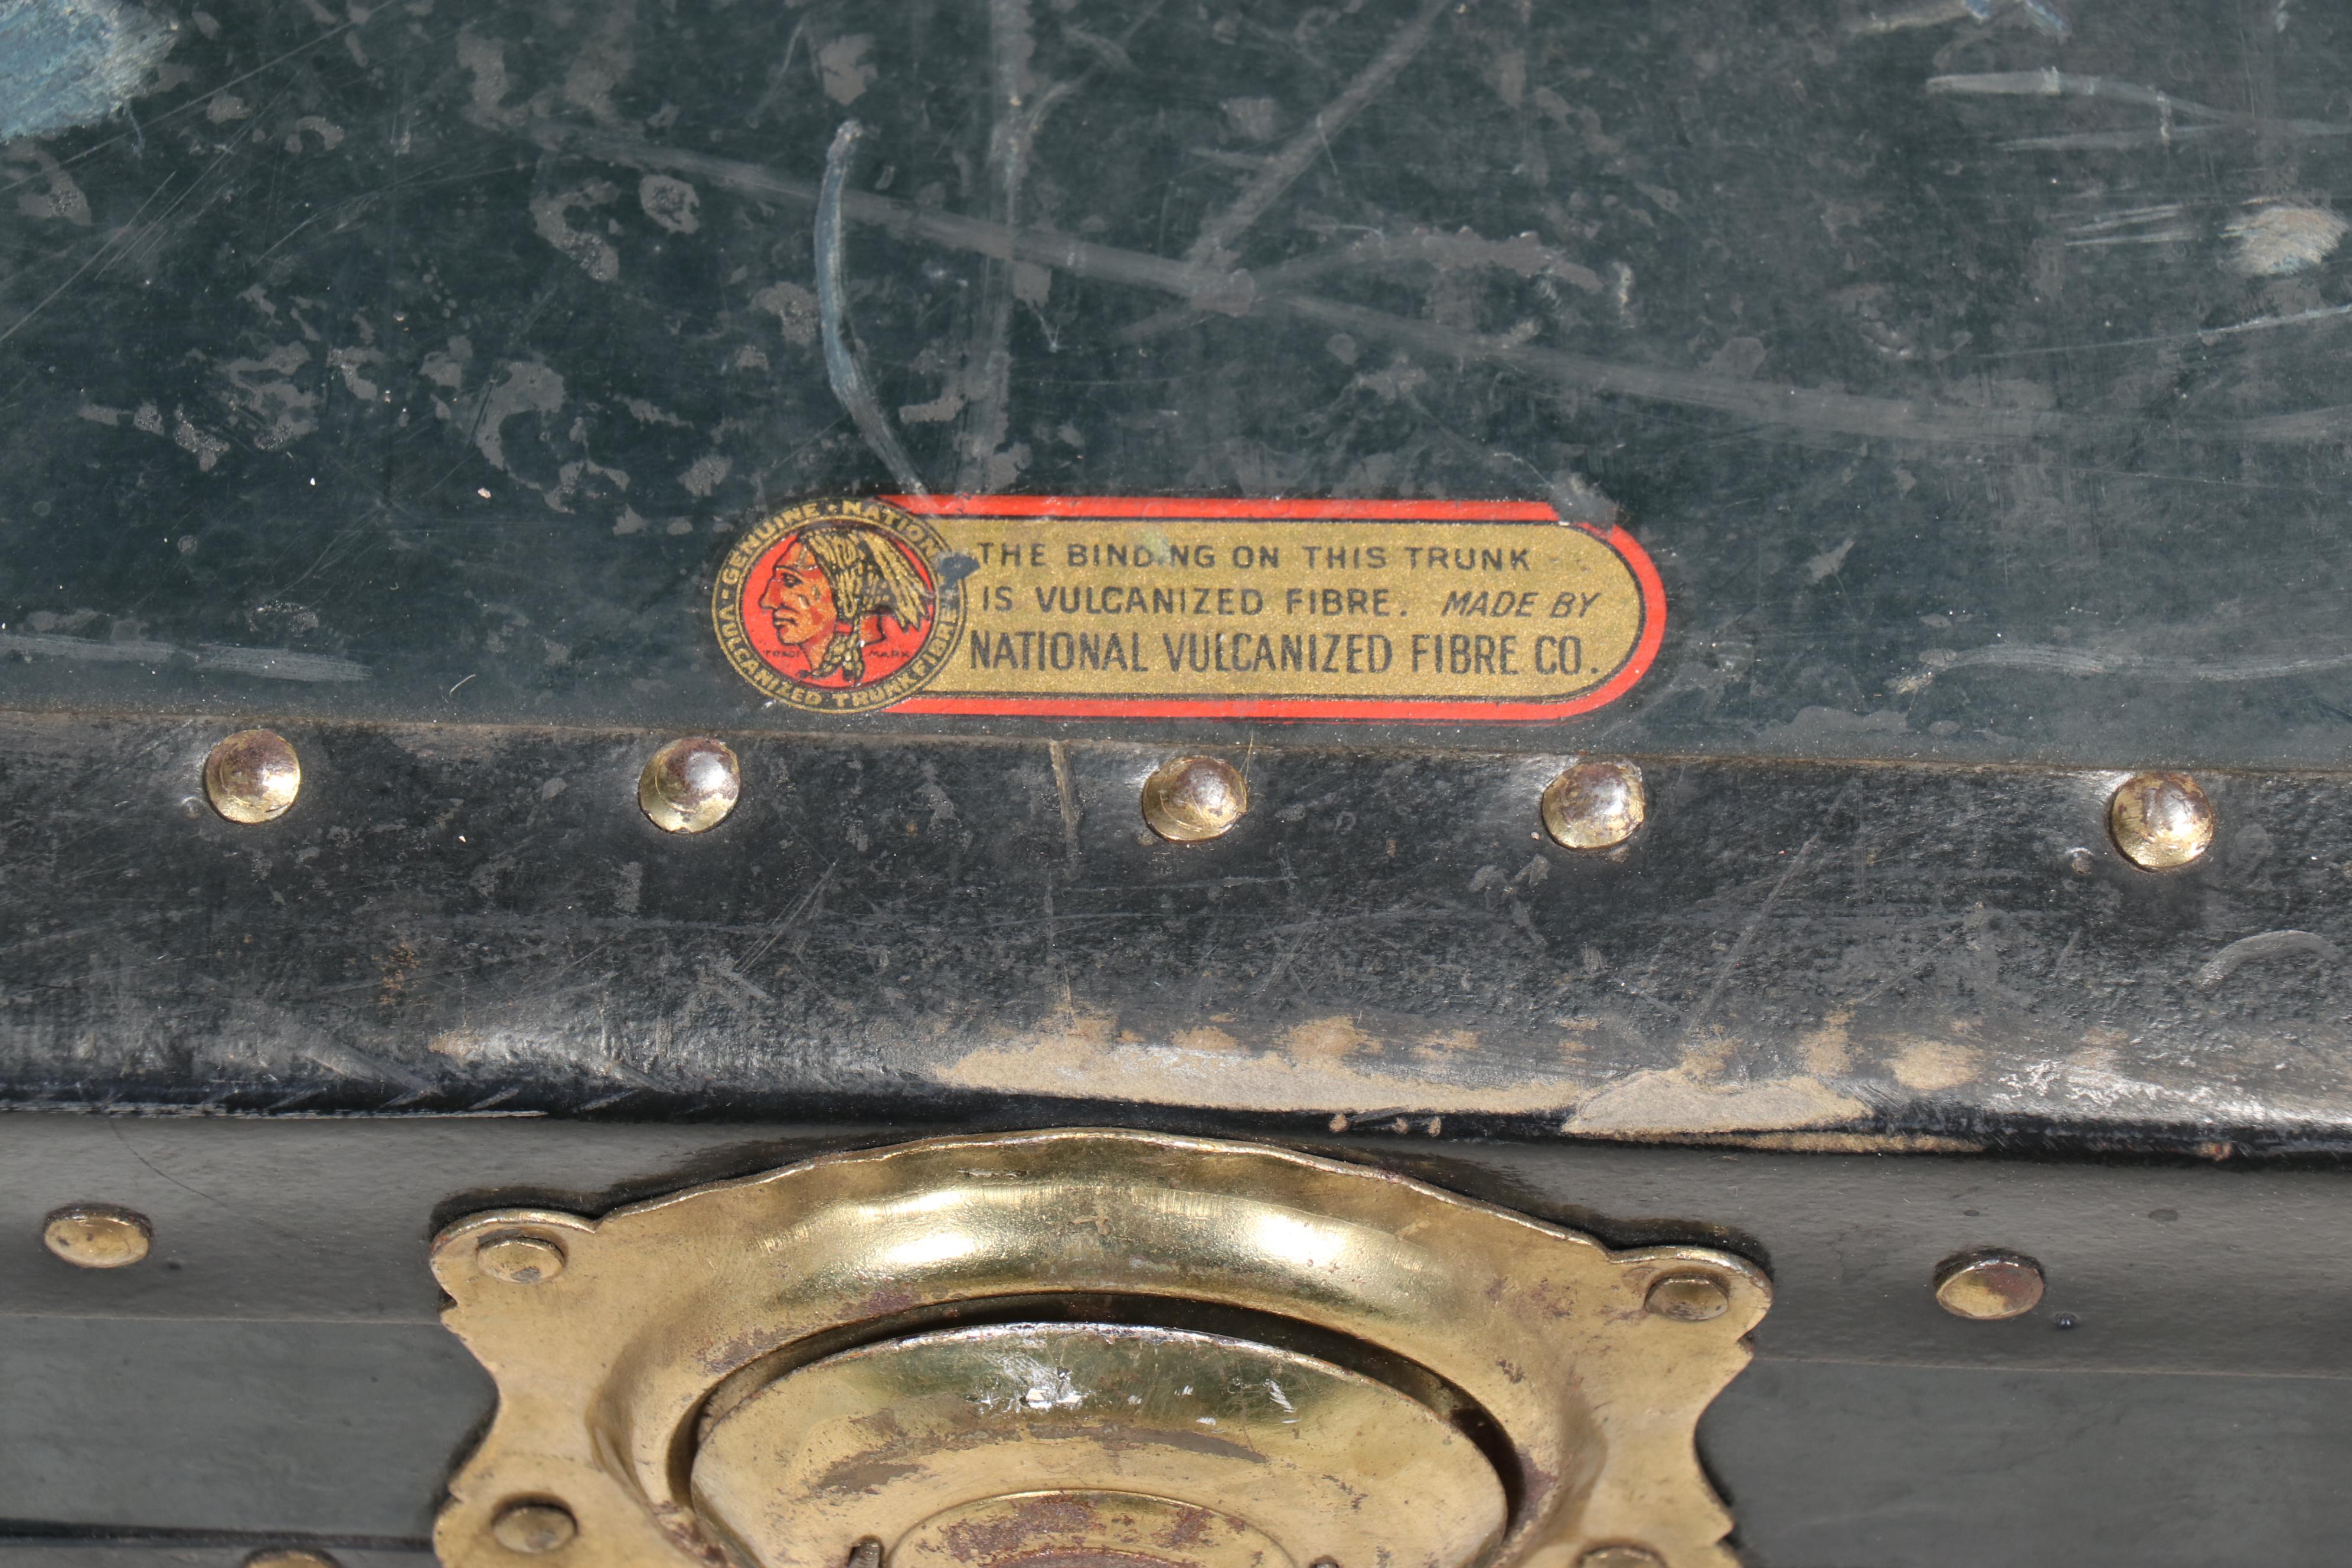 GENUINE • NATIONAL
VULCANIZED TRUNK FIBRE
TRADE MARK
THE BINDING ON THIS TRUNK
IS VULCANIZED FIBRE. MADE BY
NATIONAL VULCANIZED FIBRE CO.